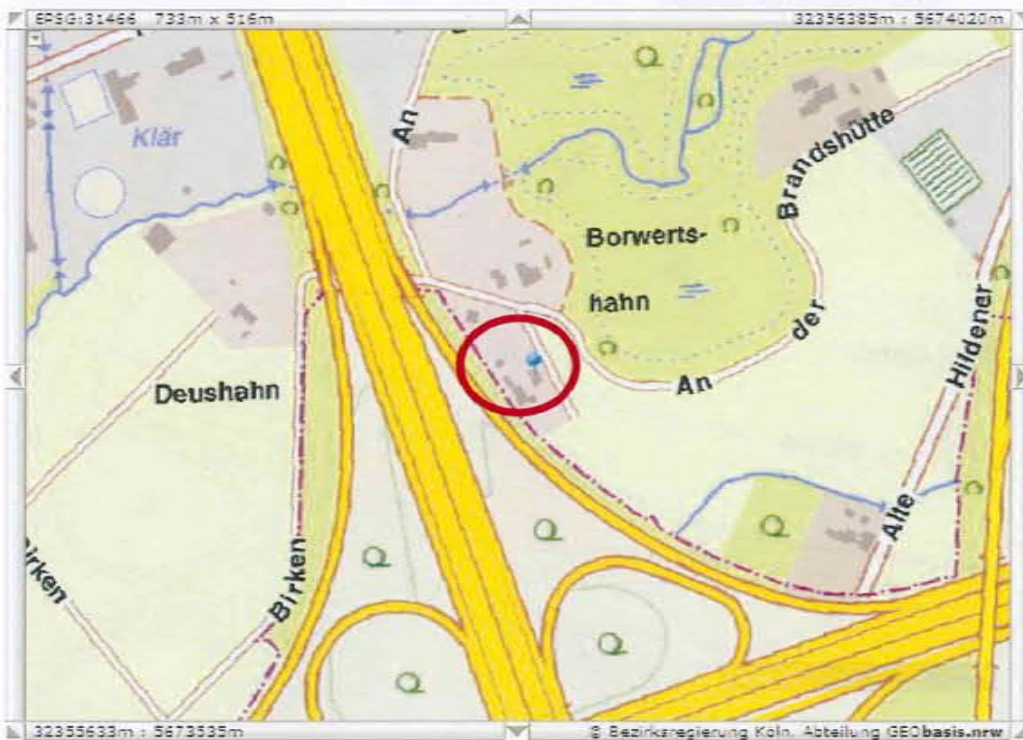 EPSG:31466 733m x 516m
32356385m : 5674020m
An
Klär
Brandshütte
Borwerts-
hahn
der
Hildener
An
Deushahn
Alte
Birken
32355633m : 5673535m
© Bezirksregierung Köln, Abteilung GEObasis.nrw